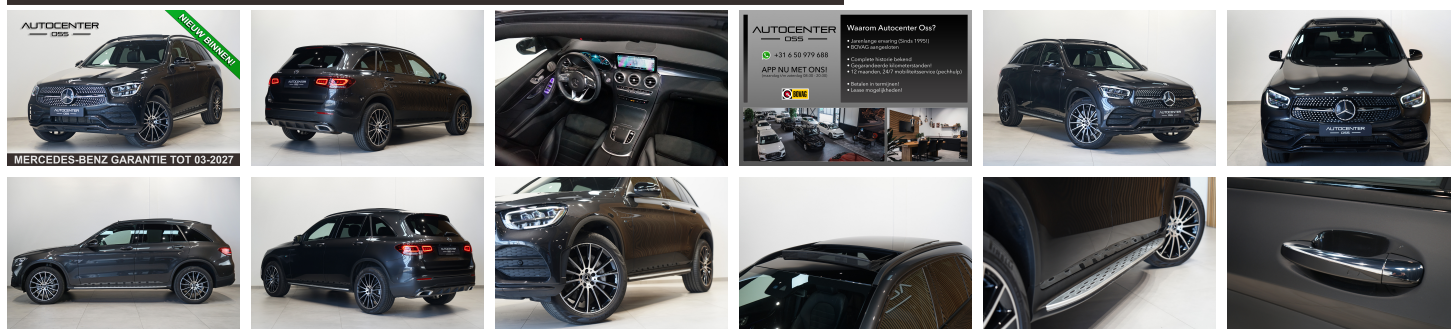 AUTOCENTER
OSS
NIEUW BINNEN!
MERCEDES-BENZ GARANTIE TOT 03-2027
AUTOCENTER
OSS
+31 6 50 979 688
APP NU MET ONS!
BOVAG
Waarom Autocenter Oss?
• Jarenlange ervaring (Sinds 1995!)
• BOVAG aangesloten
• Complete historie bekend
• Gegarandeerde kilometerstanden!
• 12 maanden, 24/7 mobiliteitsservice (pechhulp)
• Betalen in termijnen!
• Lease mogelijkheden!
AUTOCENTER
AUTOCENTER